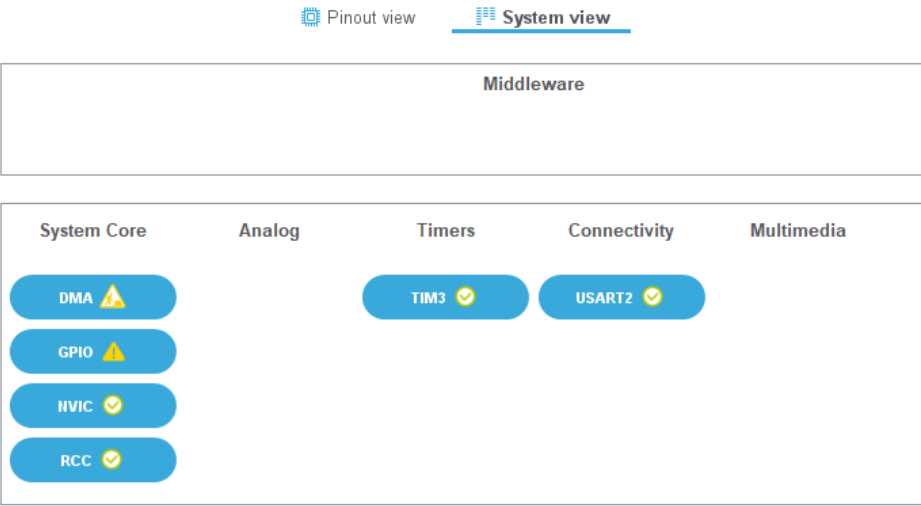 Pinout view System view
Middleware
System Core Analog Timers Connectivity Multimedia
DMA TIM3 USART2
GPIO
NVIC
RCC